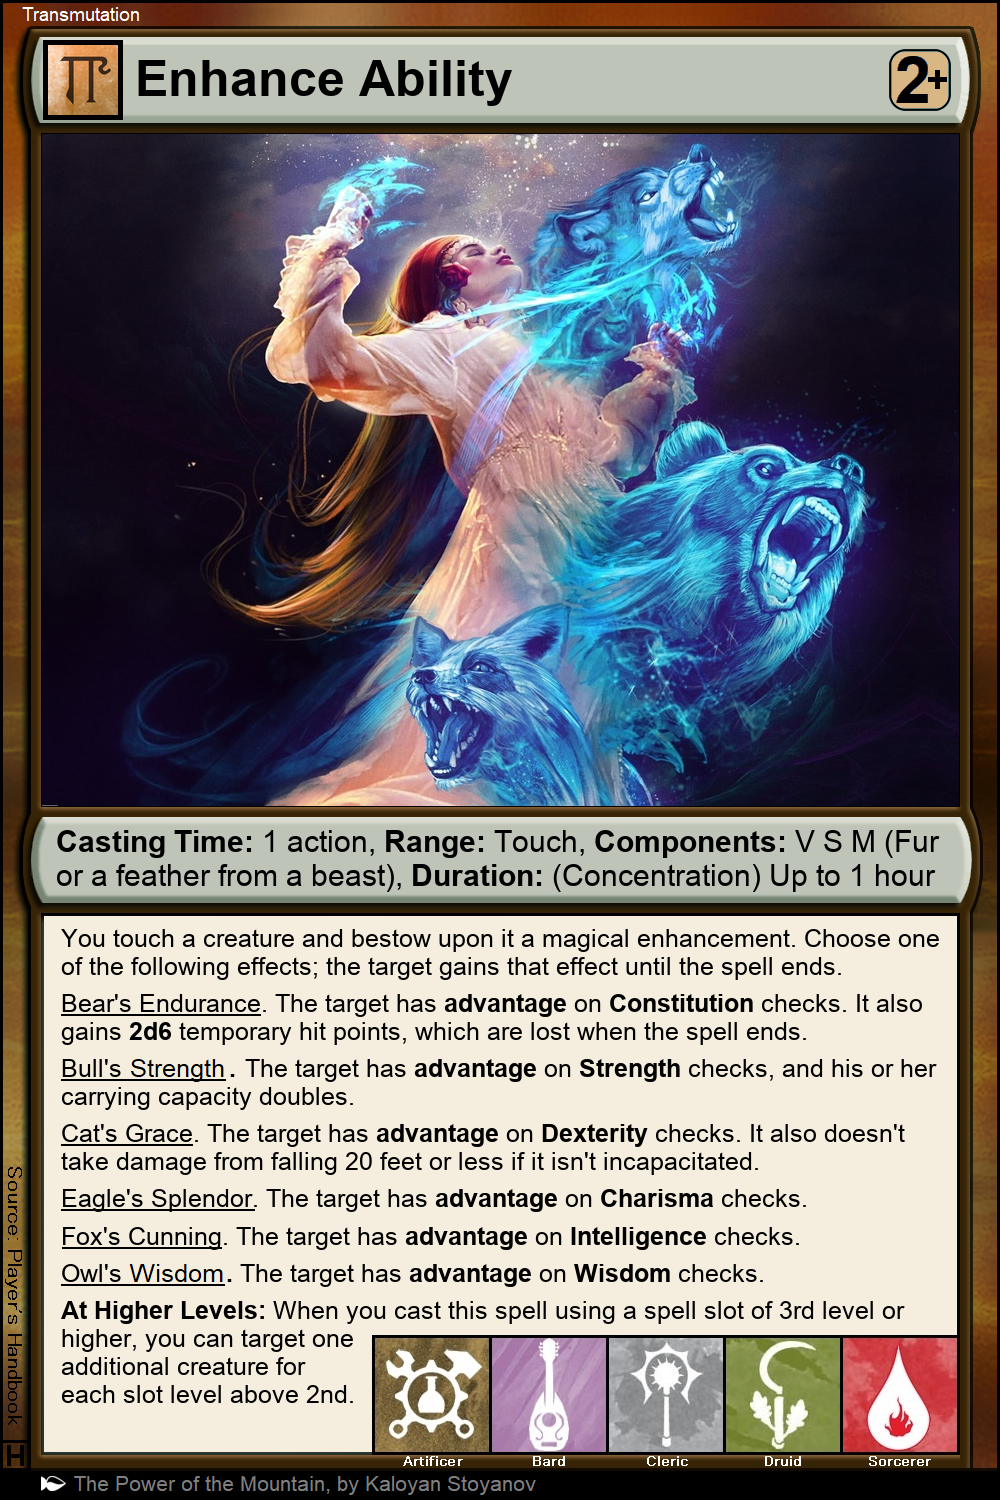 Transmutation
Enhance Ability
2+
Casting Time: 1 action, Range: Touch, Components: V S M (Fur
or a feather from a beast), Duration: (Concentration) Up to 1 hour
You touch a creature and bestow upon it a magical enhancement. Choose one
of the following effects; the target gains that effect until the spell ends.
Bear's Endurance. The target has advantage on Constitution checks. It also
gains 2d6 temporary hit points, which are lost when the spell ends.
Bull's Strength. The target has advantage on Strength checks, and his or her
carrying capacity doubles.
Cat's Grace. The target has advantage on Dexterity checks. It also doesn't
take damage from falling 20 feet or less if it isn't incapacitated.
Eagle's Splendor. The target has advantage on Charisma checks.
Fox's Cunning. The target has advantage on Intelligence checks.
Owl's Wisdom. The target has advantage on Wisdom checks.
At Higher Levels: When you cast this spell using a spell slot of 3rd level or
higher, you can target one
additional creature for
each slot level above 2nd.
Artificer Bard Cleric Druid Sorcerer
Source: Player's Handbook
H
The Power of the Mountain, by Kaloyan Stoyanov